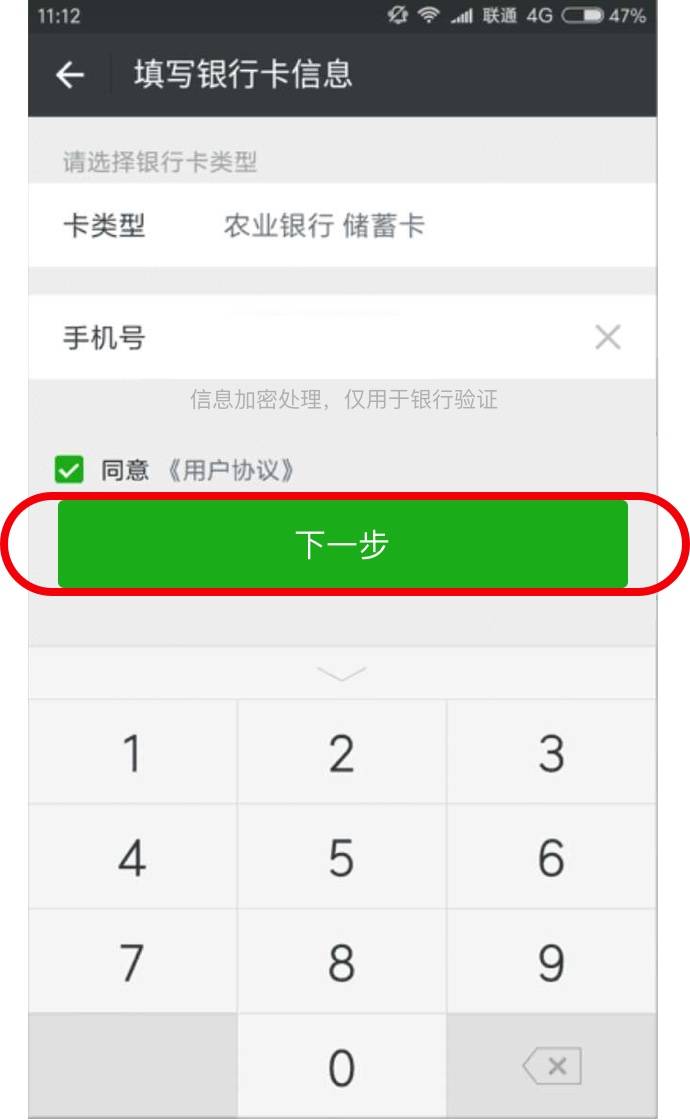 11:12 联通 4G 47%
填写银行卡信息
请选择银行卡类型
卡类型 农业银行 储蓄卡
手机号
信息加密处理，仅用于银行验证
同意 《用户协议》
下一步
1 2 3
4 5 6
7 8 9
0